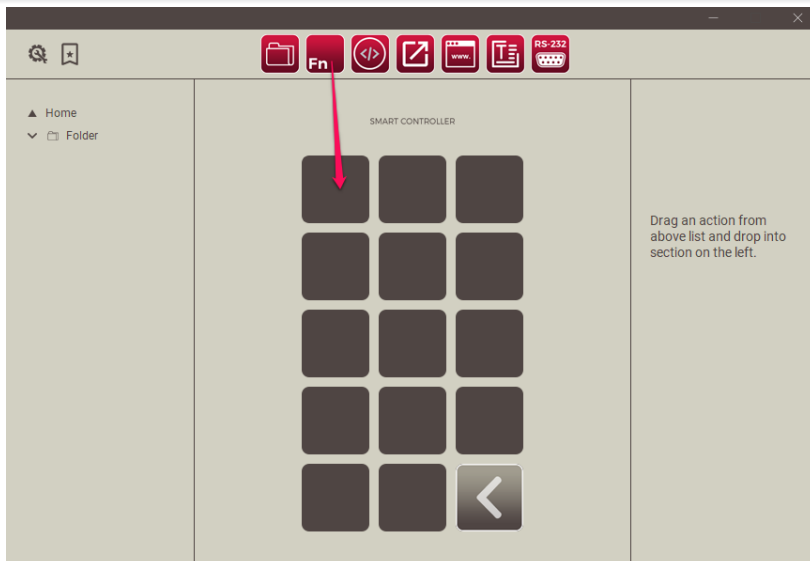 Fn
</>
www.
T
RS-232
Home
Folder
SMART CONTROLLER
Drag an action from
above list and drop into
section on the left.